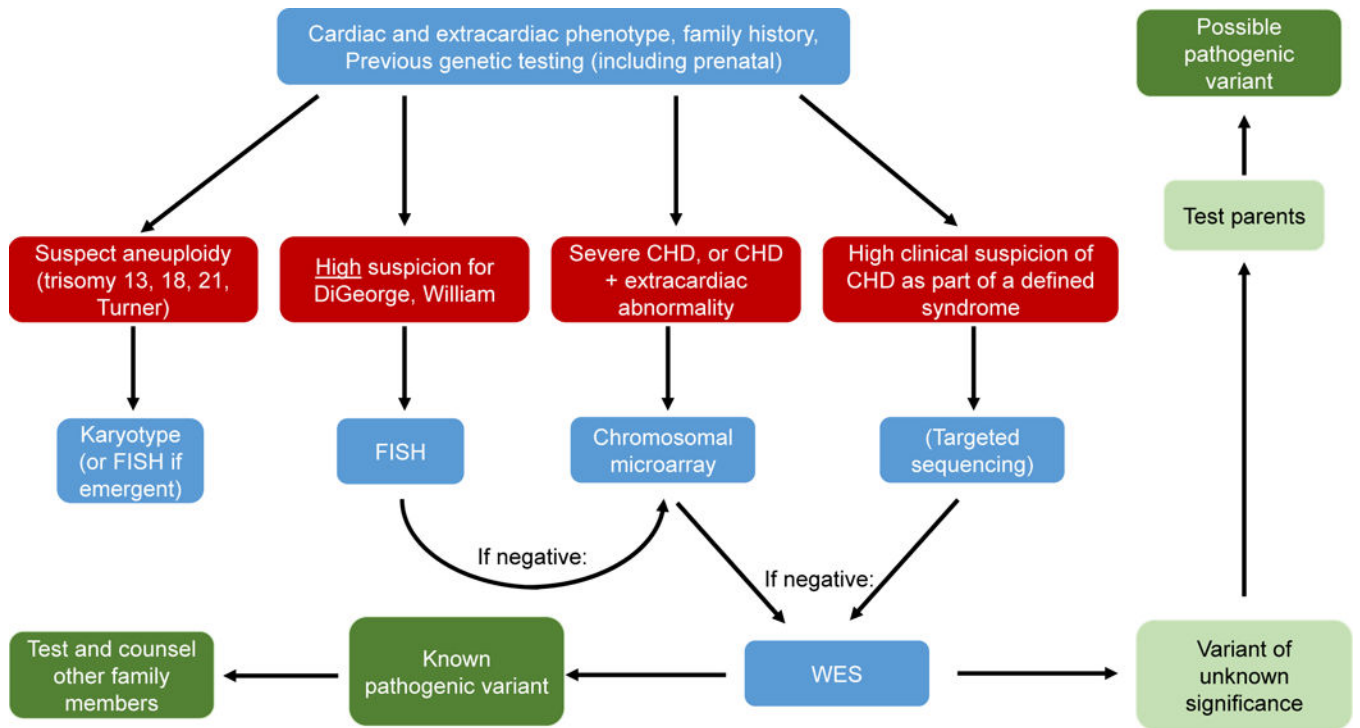 Cardiac and extracardiac phenotype, family history,
Previous genetic testing (including prenatal)
Possible
pathogenic
variant
Test parents
Suspect aneuploidy
(trisomy 13, 18, 21,
Turner)
High suspicion for
DiGeorge, William
Severe CHD, or CHD
+ extracardiac
abnormality
High clinical suspicion of
CHD as part of a defined
syndrome
Karyotype
(or FISH if
emergent)
FISH
Chromosomal
microarray
(Targeted
sequencing)
If negative:
If negative:
Test and counsel
other family
members
Known
pathogenic variant
WES
Variant of
unknown
significance